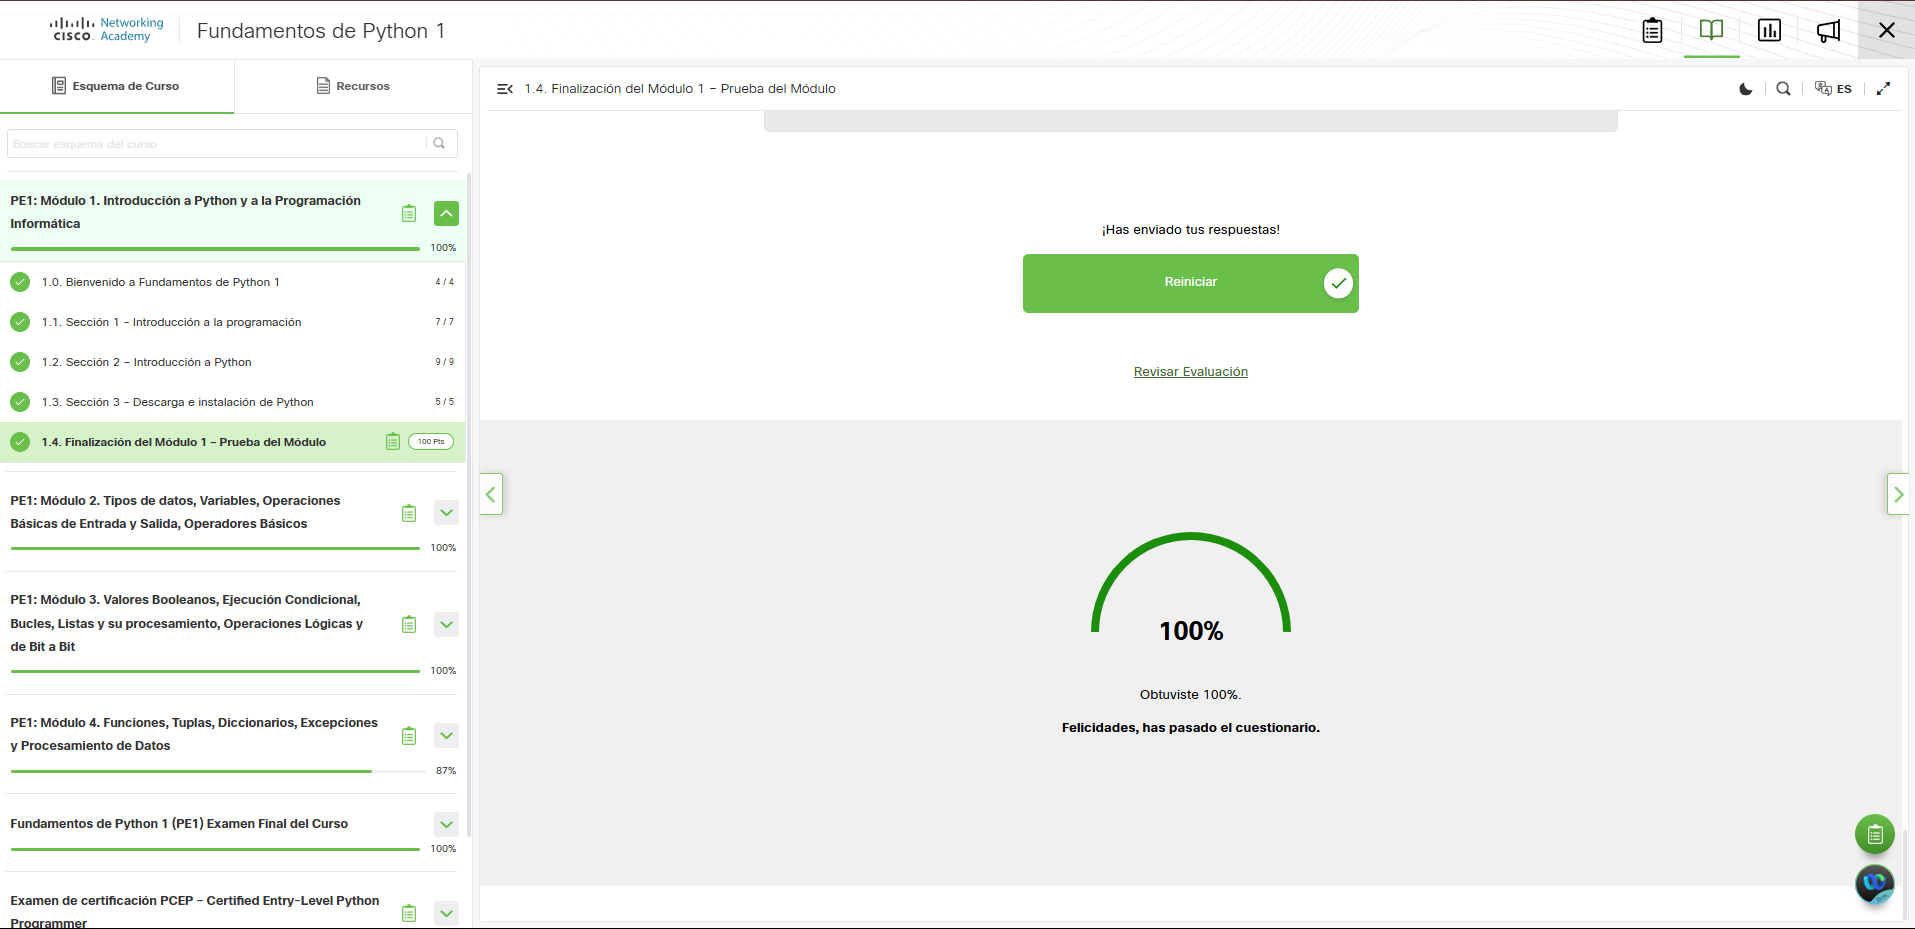 Networking
CISCO Academy
Fundamentos de Python 1
Esquema de Curso
Recursos
Buscar esquema del curso
PE1: Módulo 1. Introducción a Python y a la Programación
Informática
100%
1.0. Bienvenido a Fundamentos de Python 1
4 / 4
1.1. Sección 1 - Introducción a la programación
7 / 7
1.2. Sección 2 – Introducción a Python
9 / 9
1.3. Sección 3 - Descarga e instalación de Python
5 / 5
1.4. Finalización del Módulo 1 – Prueba del Módulo
100 Pts
PE1: Módulo 2. Tipos de datos, Variables, Operaciones
Básicas de Entrada y Salida, Operadores Básicos
100%
PE1: Módulo 3. Valores Booleanos, Ejecución Condicional,
Bucles, Listas y su procesamiento, Operaciones Lógicas y
de Bit a Bit
100%
PE1: Módulo 4. Funciones, Tuplas, Diccionarios, Excepciones
y Procesamiento de Datos
87%
Fundamentos de Python 1 (PE1) Examen Final del Curso
100%
Examen de certificación PCEP – Certified Entry-Level Python
Programmer
1.4. Finalización del Módulo 1 – Prueba del Módulo
ES
¡Has enviado tus respuestas!
Reiniciar
Revisar Evaluación
100%
Obtuviste 100%.
Felicidades, has pasado el cuestionario.